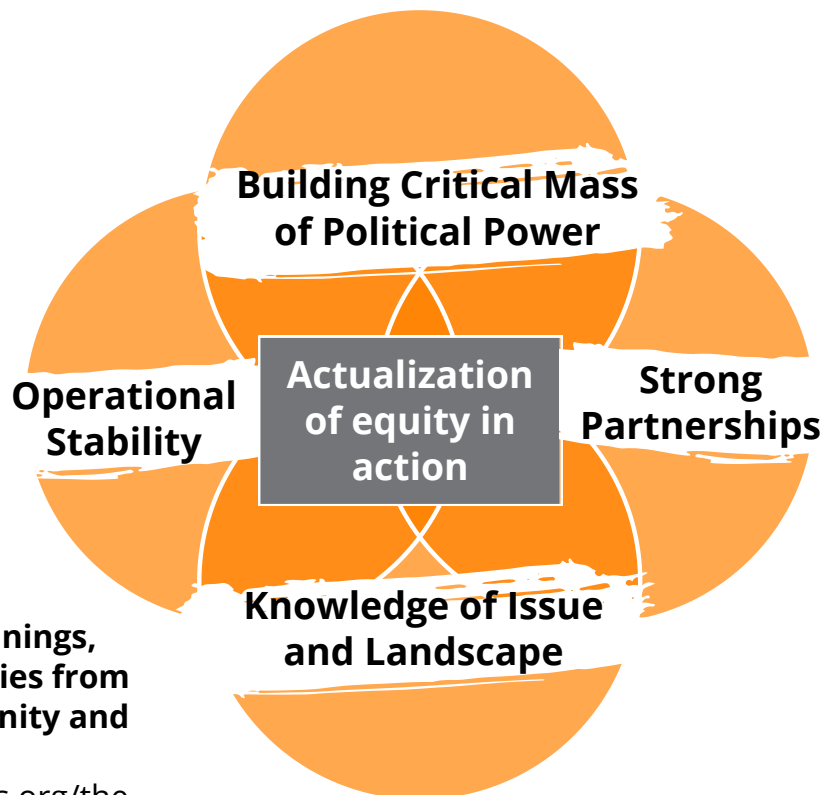 Building Critical Mass
of Political Power
Operational
Stability
Actualization
of equity in
action
Strong
Partnerships
Knowledge of Issue
and Landscape
nings,
ies from
nity and